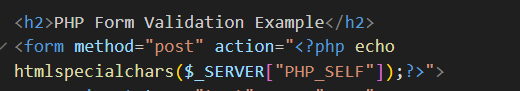 <h2>PHP Form Validation Example</h2>
<form method="post" action="<?php echo
htmlspecialchars($_SERVER["PHP_SELF"]);?>">